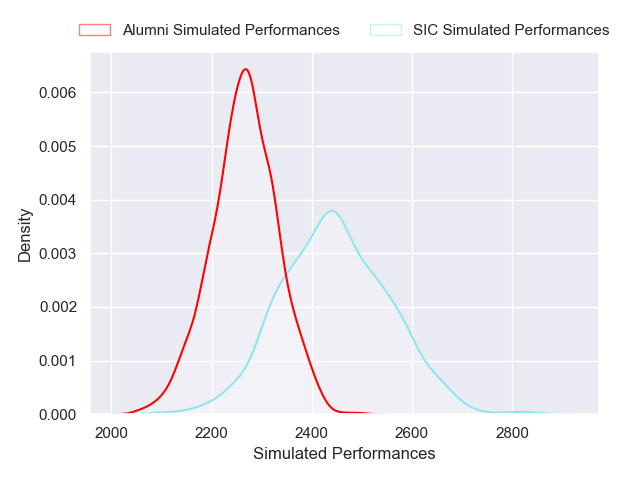 Alumni Simulated Performances SIC Simulated Performances
0.006
0.005
0.004
0.003
0.002
0.001
0.000
Density
2000 2200 2400 2600 2800
Simulated Performances